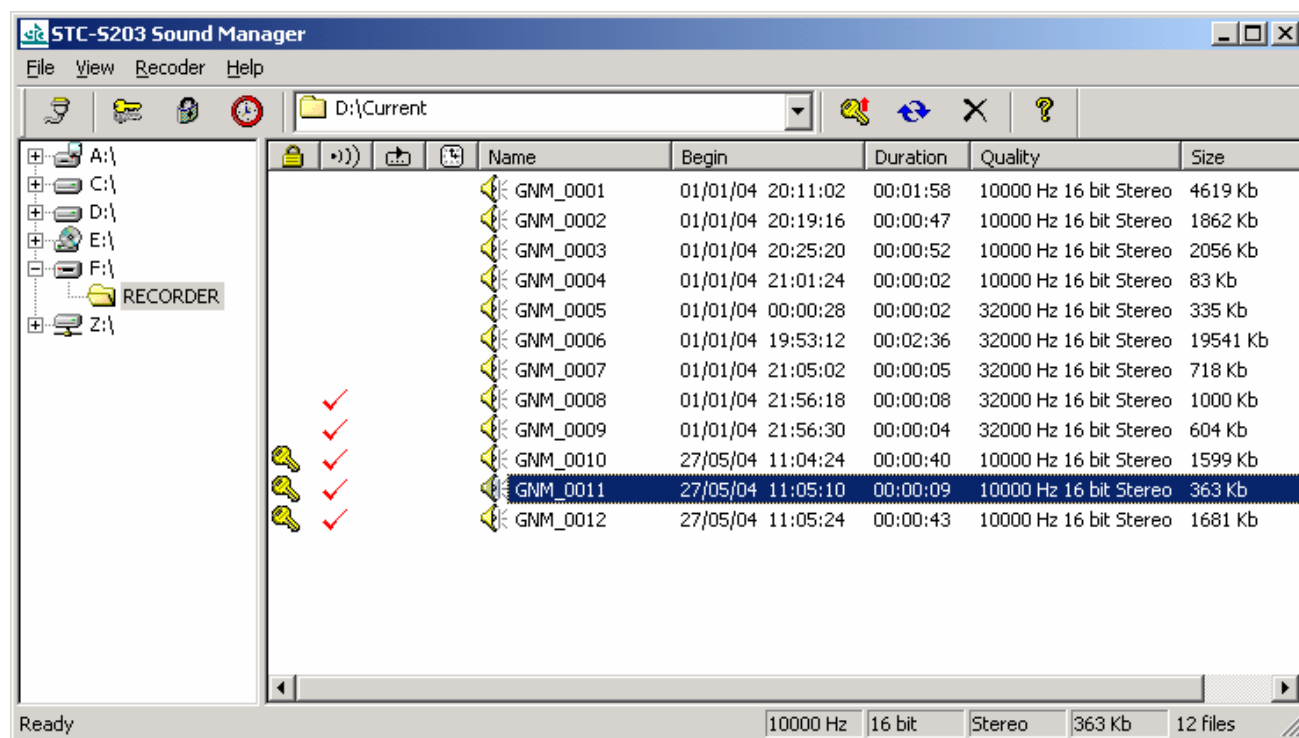 STC-S203 Sound Manager
File View Recoder Help
D:\Current
A:\
C:\
D:\
E:\
F:\
RECORDER
Z:\
Name Begin Duration Quality Size
GNM_0001 01/01/04 20:11:02 00:01:58 10000 Hz 16 bit Stereo 4619 Kb
GNM_0002 01/01/04 20:19:16 00:00:47 10000 Hz 16 bit Stereo 1862 Kb
GNM_0003 01/01/04 20:25:20 00:00:52 10000 Hz 16 bit Stereo 2056 Kb
GNM_0004 01/01/04 21:01:24 00:00:02 10000 Hz 16 bit Stereo 83 Kb
GNM_0005 01/01/04 00:00:28 00:00:02 32000 Hz 16 bit Stereo 335 Kb
GNM_0006 01/01/04 19:53:12 00:02:36 32000 Hz 16 bit Stereo 19541 Kb
GNM_0007 01/01/04 21:05:02 00:00:05 32000 Hz 16 bit Stereo 718 Kb
GNM_0008 01/01/04 21:56:18 00:00:08 32000 Hz 16 bit Stereo 1000 Kb
GNM_0009 01/01/04 21:56:30 00:00:04 32000 Hz 16 bit Stereo 604 Kb
GNM_0010 27/05/04 11:04:24 00:00:40 10000 Hz 16 bit Stereo 1599 Kb
GNM_0011 27/05/04 11:05:10 00:00:09 10000 Hz 16 bit Stereo 363 Kb
GNM_0012 27/05/04 11:05:24 00:00:43 10000 Hz 16 bit Stereo 1681 Kb
Ready 10000 Hz 16 bit Stereo 363 Kb 12 files